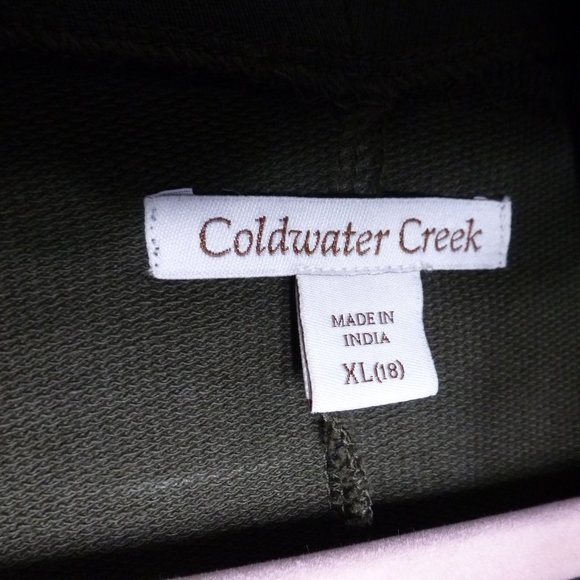 Coldwater Creek
MADE IN
INDIA
XL(18)